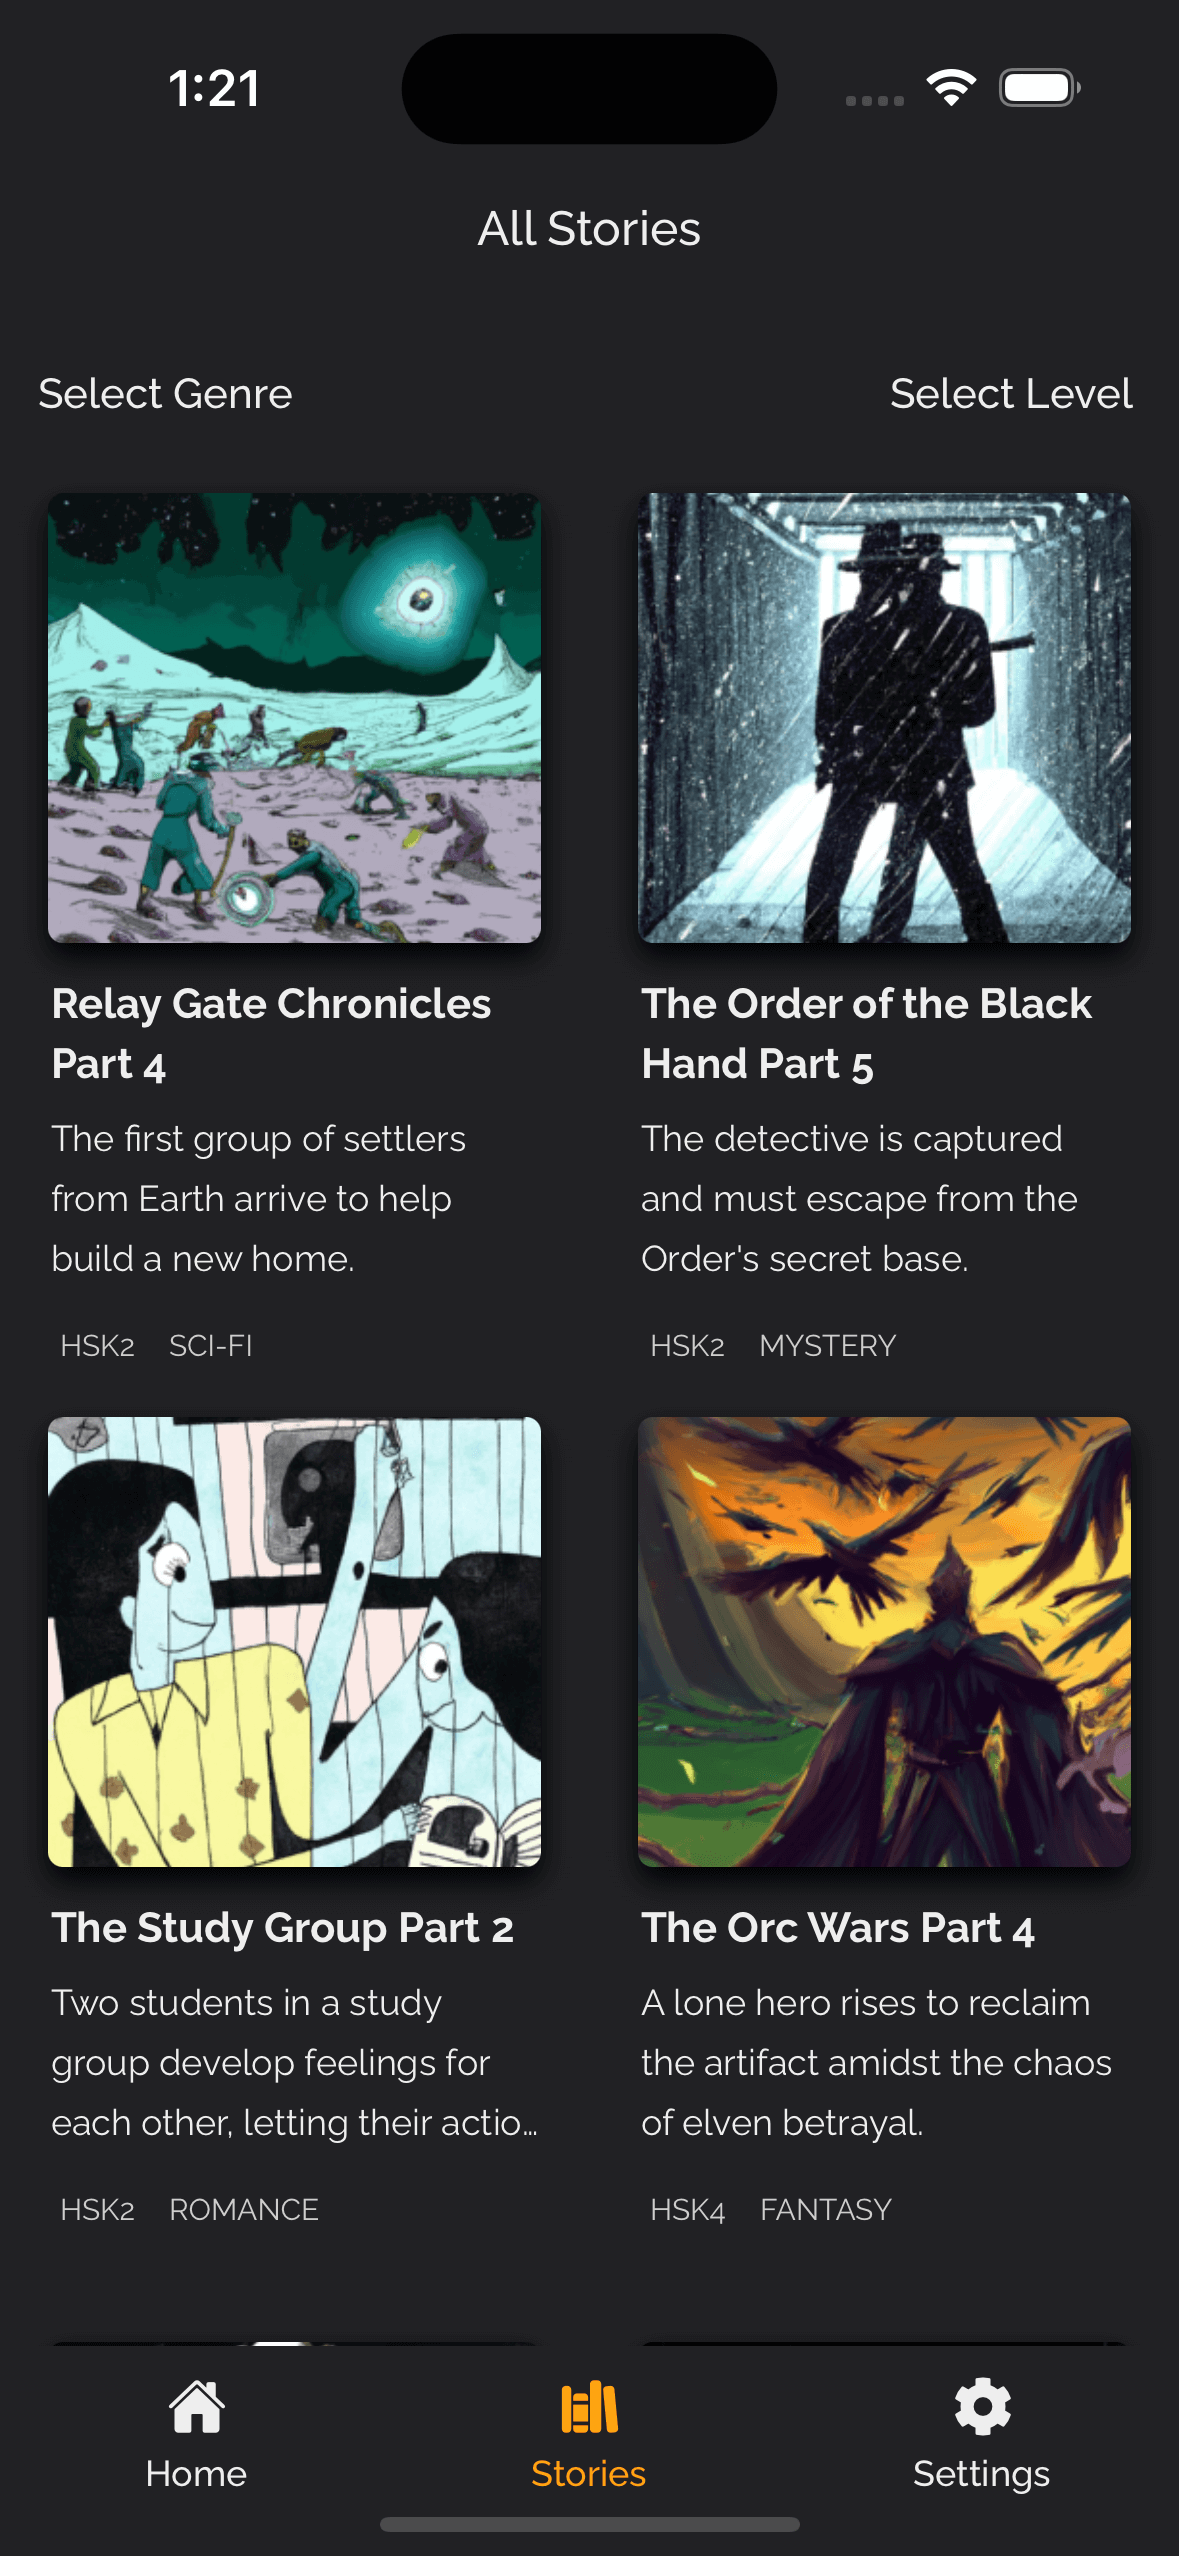 1:21
All Stories
Select Genre
Select Level
Relay Gate Chronicles
Part 4
The first group of settlers
from Earth arrive to help
build a new home.
HSK2 SCI-FI
The Order of the Black
Hand Part 5
The detective is captured
and must escape from the
Order's secret base.
HSK2 MYSTERY
The Study Group Part 2
Two students in a study
group develop feelings for
each other, letting their actio...
HSK2 ROMANCE
The Orc Wars Part 4
A lone hero rises to reclaim
the artifact amidst the chaos
of elven betrayal.
HSK4 FANTASY
Home
Stories
Settings